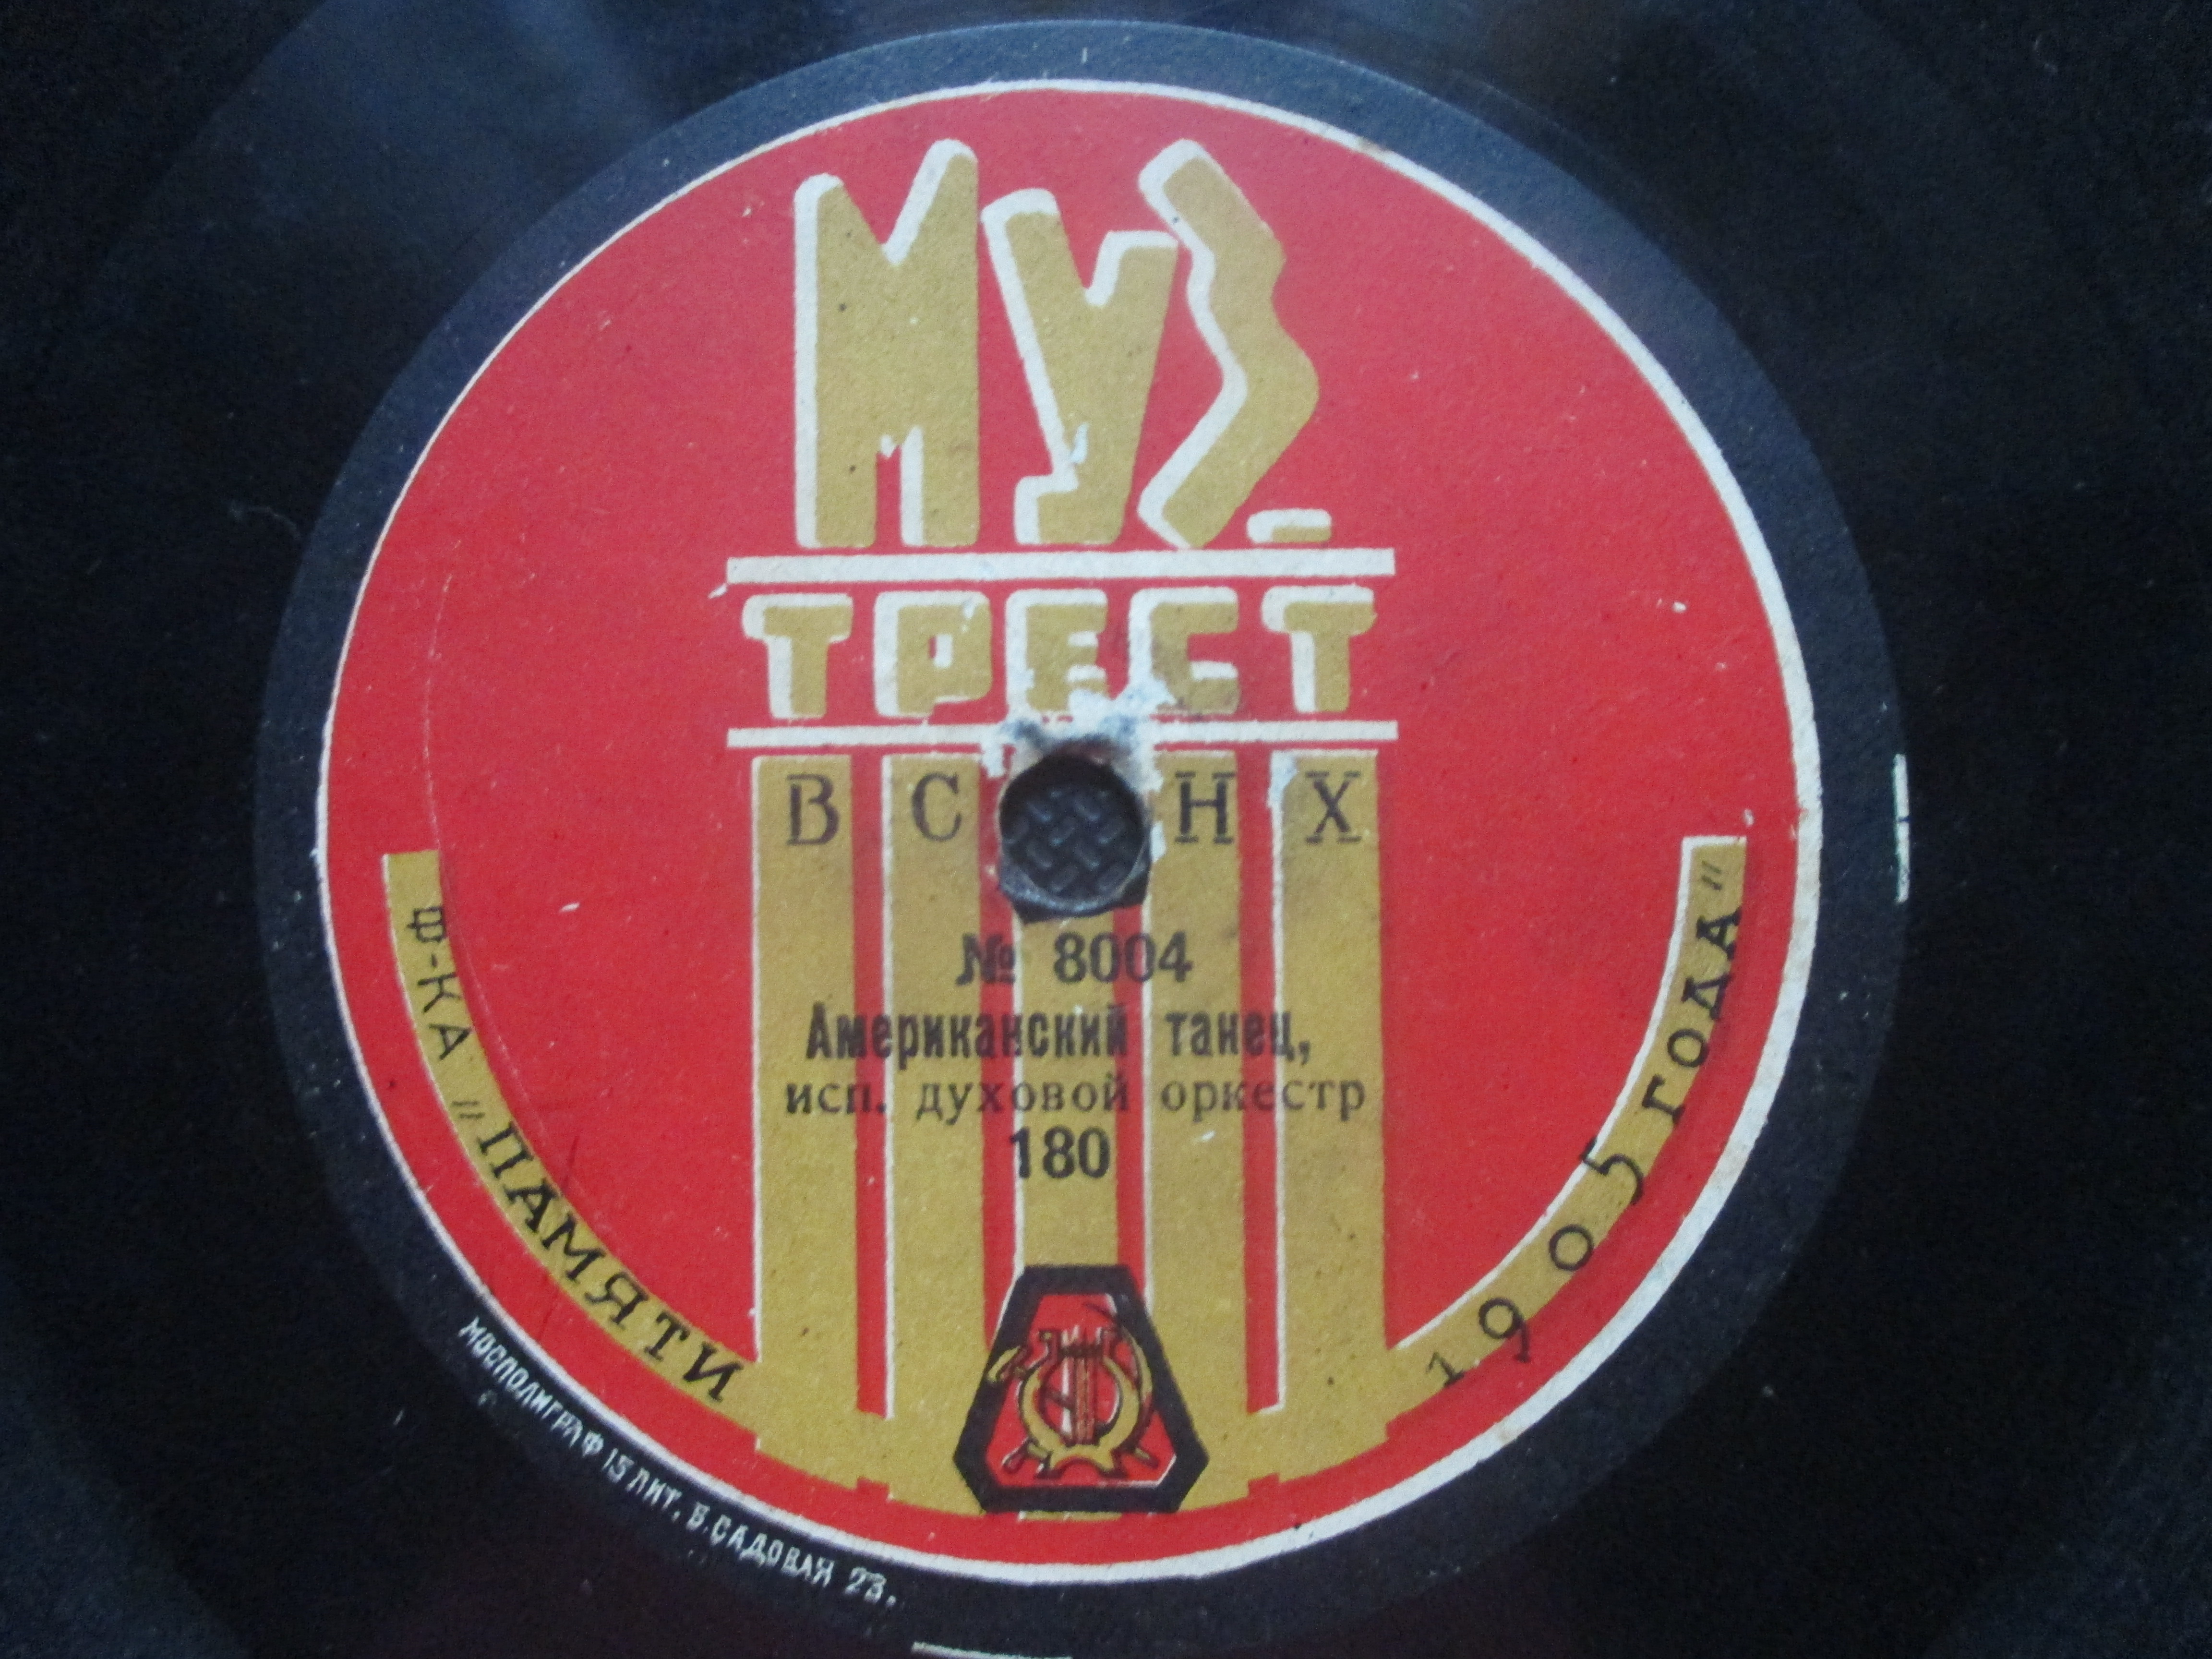 МУЗ.
ТРЕСТ
В С Н Х
№ 8004
Американский танец,
исп. духовой оркестр
180
Ф-КА „ПАМЯТИ 1905 ГОДА"
МОСПОЛИГРАФ 15 ЛИТ. Б. САДОВАЯ 23.